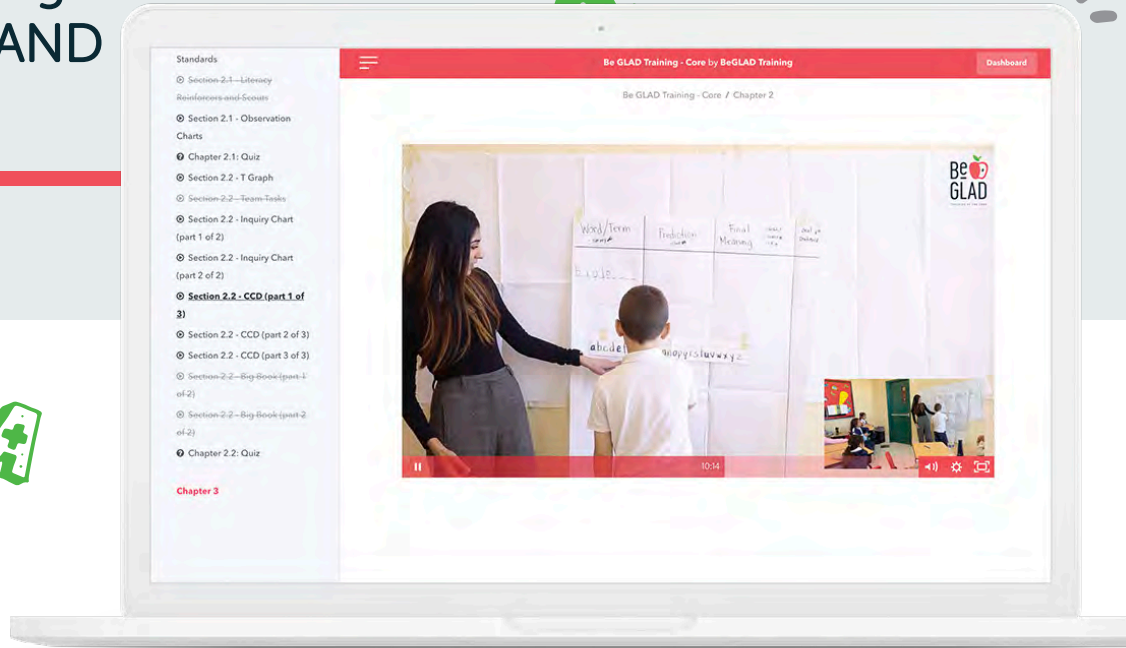 AND
Standards
Section 2.1 - Literacy
Reinforcers and Scouts
Section 2.1 - Observation
Charts
Chapter 2.1: Quiz
Section 2.2 - T Graph
Section 2.2 - Team Tasks
Section 2.2 - Inquiry Chart
(part 1 of 2)
Section 2.2 - Inquiry Chart
(part 2 of 2)
Section 2.2 - CCD (part 1 of
3)
Section 2.2 - CCD (part 2 of 3)
Section 2.2 - CCD (part 3 of 3)
Section 2.2 - Big Book (part 1
of 2)
Section 2.2 - Big Book (part 2
of 2)
Chapter 2.2: Quiz
Chapter 3
Be GLAD Training - Core by BeGLAD Training
Dashboard
Be GLAD Training - Core / Chapter 2
Be
GLAD
Word/Term
Prediction
Final
Meaning
abcdef
nopqrstuvwxyz
10:14